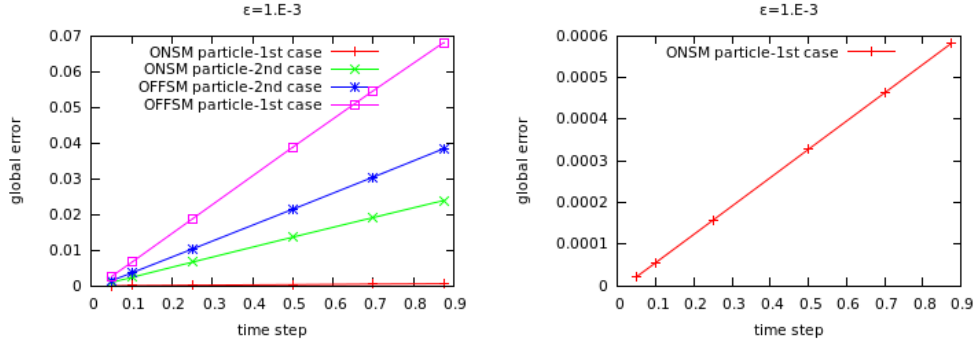 ε=1.E-3
0.07
0.06
0.05
0.04
0.03
0.02
0.01
0
ONSM particle-1st case
ONSM particle-2nd case
OFFSM particle-2nd case
OFFSM particle-1st case
global error
0 0.1 0.2 0.3 0.4 0.5 0.6 0.7 0.8 0.9
time step
ε=1.E-3
0.0006
0.0005
0.0004
0.0003
0.0002
0.0001
0
ONSM particle-1st case
global error
0 0.1 0.2 0.3 0.4 0.5 0.6 0.7 0.8 0.9
time step